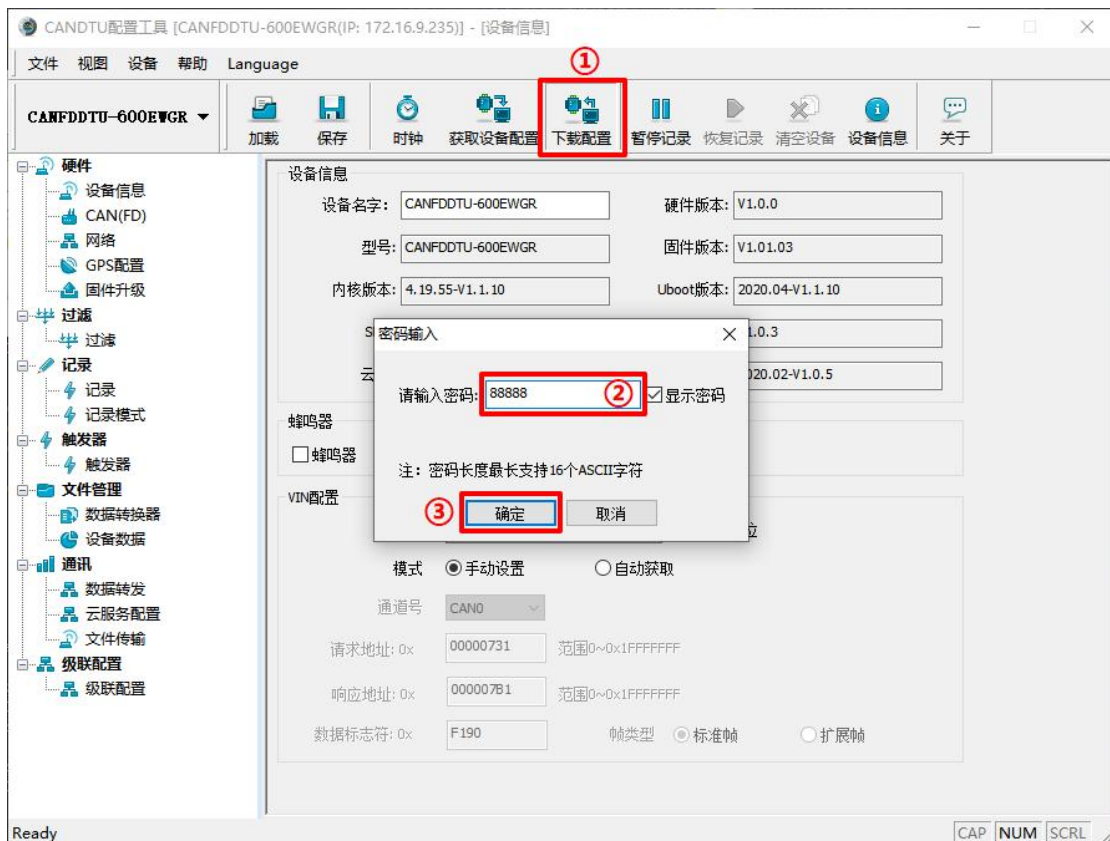 CANDTU配置工具 [CANFDDTU-600EWGR(IP: 172.16.9.235)] - [设备信息]
文件 视图 设备 帮助 Language
①
CANFDDTU-600EWGR
加载 保存 时钟 获取设备配置 下载配置 暂停记录 恢复记录 清空设备 设备信息 关于
硬件
设备信息
CAN(FD)
网络
GPS配置
固件升级
过滤
过滤
记录
记录
记录模式
触发器
触发器
文件管理
数据转换器
设备数据
通讯
数据转发
云服务配置
文件传输
级联配置
级联配置
设备信息
设备名字: CANFDDTU-600EWGR 硬件版本: V1.0.0
型号: CANFDDTU-600EWGR 固件版本: V1.01.03
内核版本: 4.19.55-V1.1.10 Uboot版本: 2020.04-V1.1.10
1.0.3
云 020.02-V1.0.5
密码输入
请输入密码: 88888 ② 显示密码
注：密码长度最长支持16个ASCII字符
③ 确定 取消
蜂鸣器
蜂鸣器
VIN配置
位
模式 手动设置 自动获取
通道号 CAN0
请求地址: 0x 00000731 范围0~0x1FFFFFFF
响应地址: 0x 000007B1 范围0~0x1FFFFFFF
数据标志符: 0x F190 帧类型 标准帧 扩展帧
Ready CAP NUM SCRL